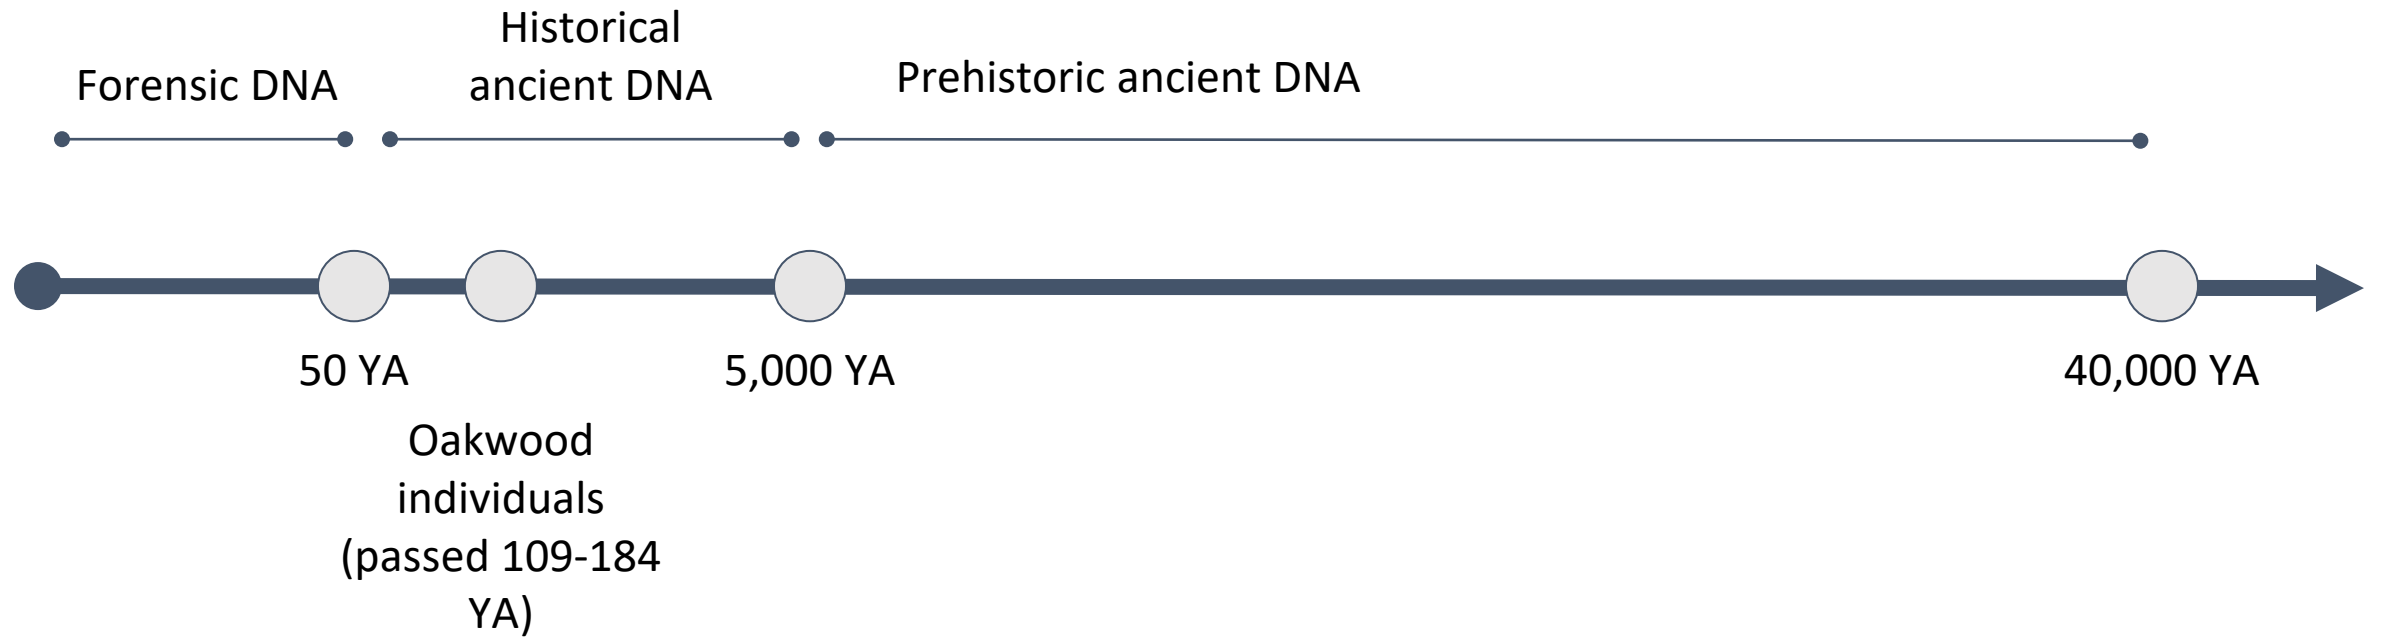 Forensic DNA
Historical
ancient DNA
Prehistoric ancient DNA
50 YA
5,000 YA
40,000 YA
Oakwood
individuals
(passed 109-184
YA)